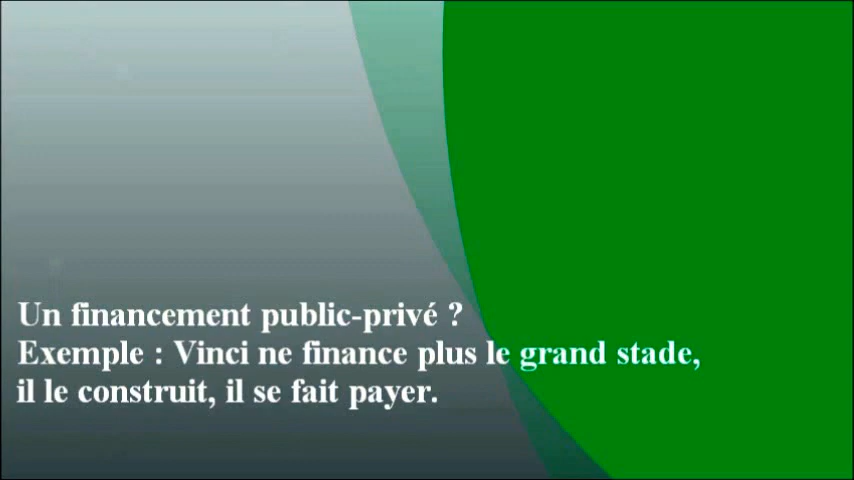 Un financement public-privé ?
Exemple : Vinci ne finance plus le grand stade,
il le construit, il se fait payer.